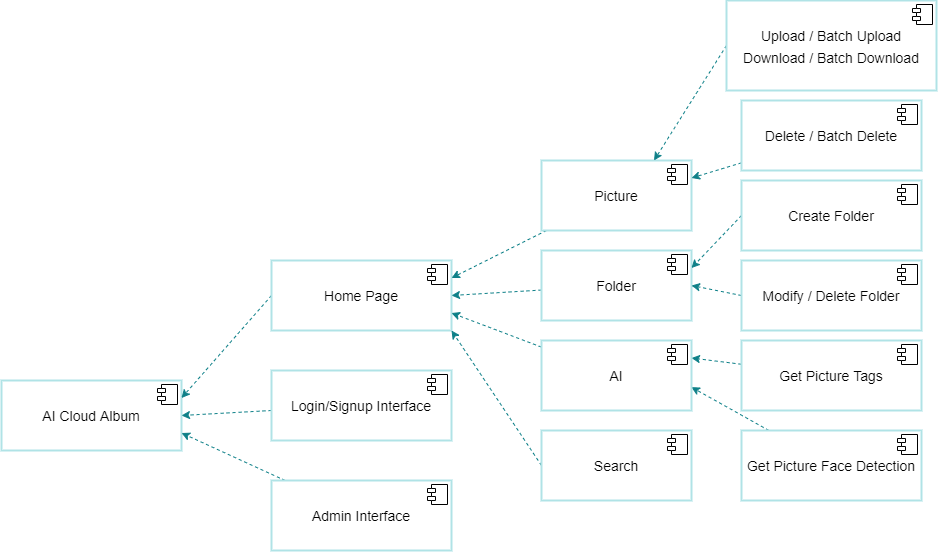 Upload / Batch Upload
Download / Batch Download
Delete / Batch Delete
Picture
Create Folder
Folder
Home Page
Modify / Delete Folder
AI
Get Picture Tags
Login/Signup Interface
AI Cloud Album
Search
Get Picture Face Detection
Admin Interface